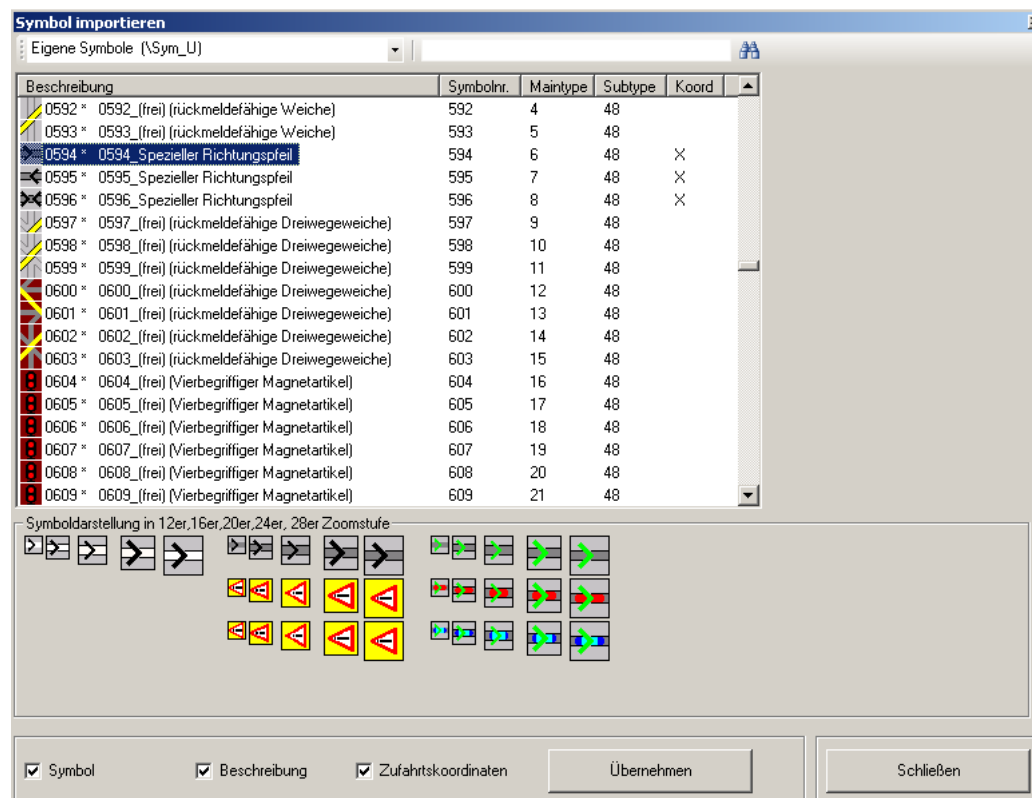 Symbol importieren
Eigene Symbole (\Sym_U)
Beschreibung Symbolnr. Maintype Subtype Koord
0592 * 0592_(frei) (rückmeldefähige Weiche) 592 4 48
0593 * 0593_(frei) (rückmeldefähige Weiche) 593 5 48
0594 * 0594_Spezieller Richtungspfeil 594 6 48 X
0595 * 0595_Spezieller Richtungspfeil 595 7 48 X
0596 * 0596_Spezieller Richtungspfeil 596 8 48 X
0597 * 0597_(frei) (rückmeldefähige Dreiwegeweiche) 597 9 48
0598 * 0598_(frei) (rückmeldefähige Dreiwegeweiche) 598 10 48
0599 * 0599_(frei) (rückmeldefähige Dreiwegeweiche) 599 11 48
0600 * 0600_(frei) (rückmeldefähige Dreiwegeweiche) 600 12 48
0601 * 0601_(frei) (rückmeldefähige Dreiwegeweiche) 601 13 48
0602 * 0602_(frei) (rückmeldefähige Dreiwegeweiche) 602 14 48
0603 * 0603_(frei) (rückmeldefähige Dreiwegeweiche) 603 15 48
0604 * 0604_(frei) (Vierbegriffiger Magnetartikel) 604 16 48
0605 * 0605_(frei) (Vierbegriffiger Magnetartikel) 605 17 48
0606 * 0606_(frei) (Vierbegriffiger Magnetartikel) 606 18 48
0607 * 0607_(frei) (Vierbegriffiger Magnetartikel) 607 19 48
0608 * 0608_(frei) (Vierbegriffiger Magnetartikel) 608 20 48
0609 * 0609_(frei) (Vierbegriffiger Magnetartikel) 609 21 48
Symboldarstellung in 12er,16er,20er,24er, 28er Zoomstufe
Symbol Beschreibung Zufahrtskoordinaten Übernehmen Schließen